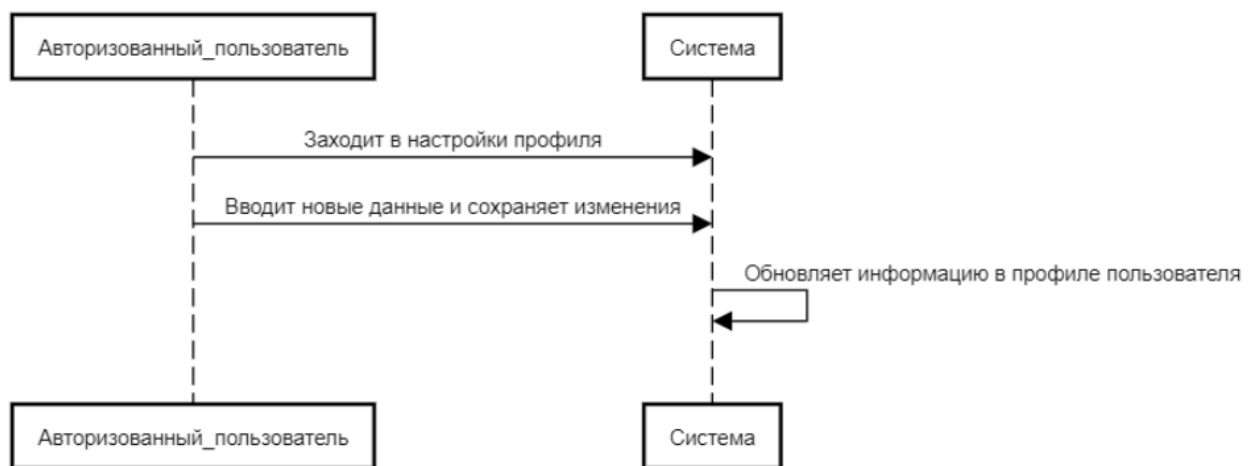 Авторизованный_пользователь
Система
Заходит в настройки профиля
Вводит новые данные и сохраняет изменения
Обновляет информацию в профиле пользователя
Авторизованный_пользователь
Система